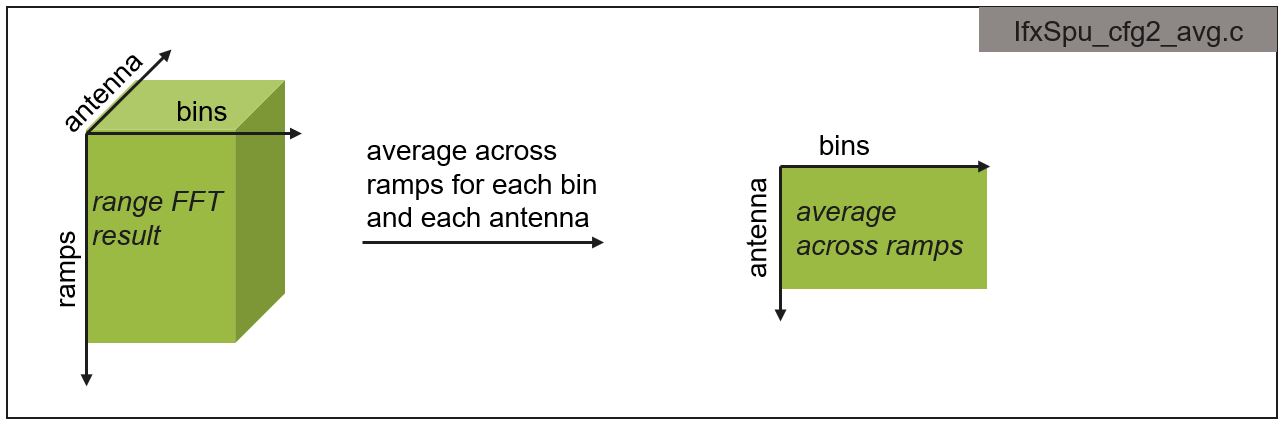 IfxSpu_cfg2_avg.c
antenna
bins
range FFT
result
ramps
average across
ramps for each bin
and each antenna
bins
antenna
average
across ramps